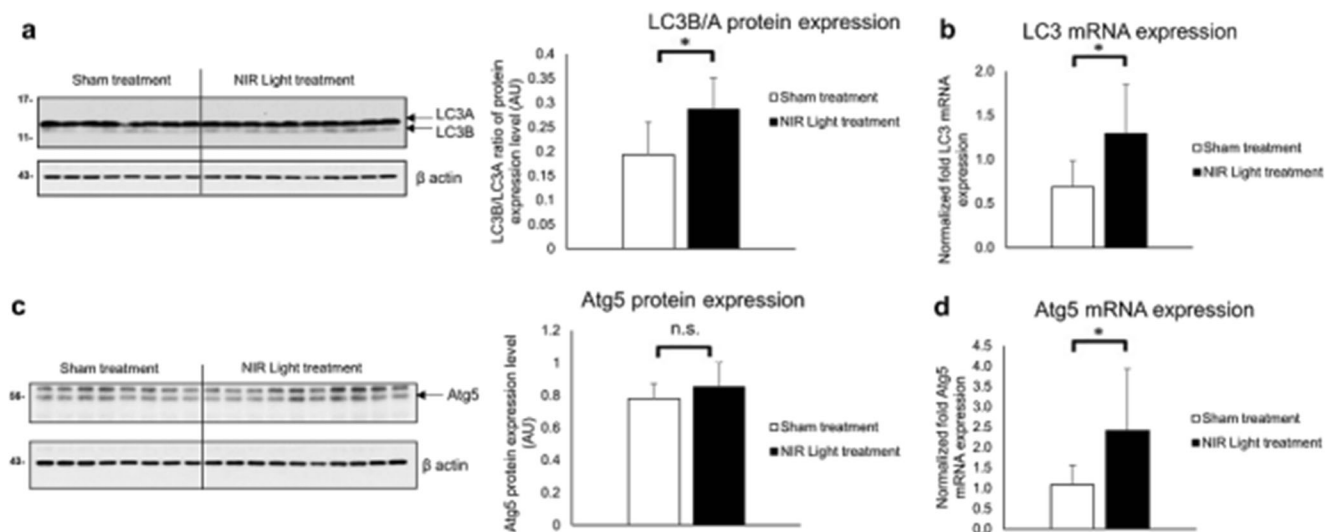 a
Sham treatment
NIR Light treatment
17-
11-
LC3A
LC3B
43-
β actin
LC3B/A protein expression
LC3B/LC3A ratio of protein
expression level (AU)
0.4
0.35
0.3
0.25
0.2
0.15
0.1
0.05
0
*
Sham treatment
NIR Light treatment
b
LC3 mRNA expression
Normalized fold LC3 mRNA
expression
2.0
1.5
1.0
0.5
0.0
*
Sham treatment
NIR Light treatment
c
Sham treatment
NIR Light treatment
56-
Atg5
43-
β actin
Atg5 protein expression
Atg5 protein expression level
(AU)
1.2
1
0.8
0.6
0.4
0.2
0
n.s.
Sham treatment
NIR Light treatment
d
Atg5 mRNA expression
Normalized fold Atg5
mRNA expression
4.5
4.0
3.5
3.0
2.5
2.0
1.5
1.0
0.5
0.0
*
Sham treatment
NIR Light treatment